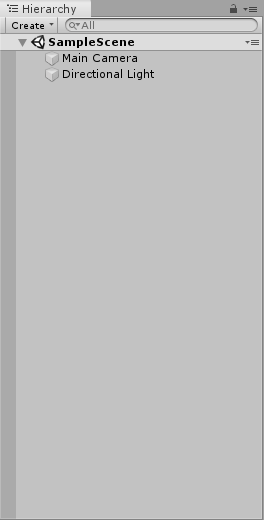 Hierarchy
Create All
SampleScene
Main Camera
Directional Light